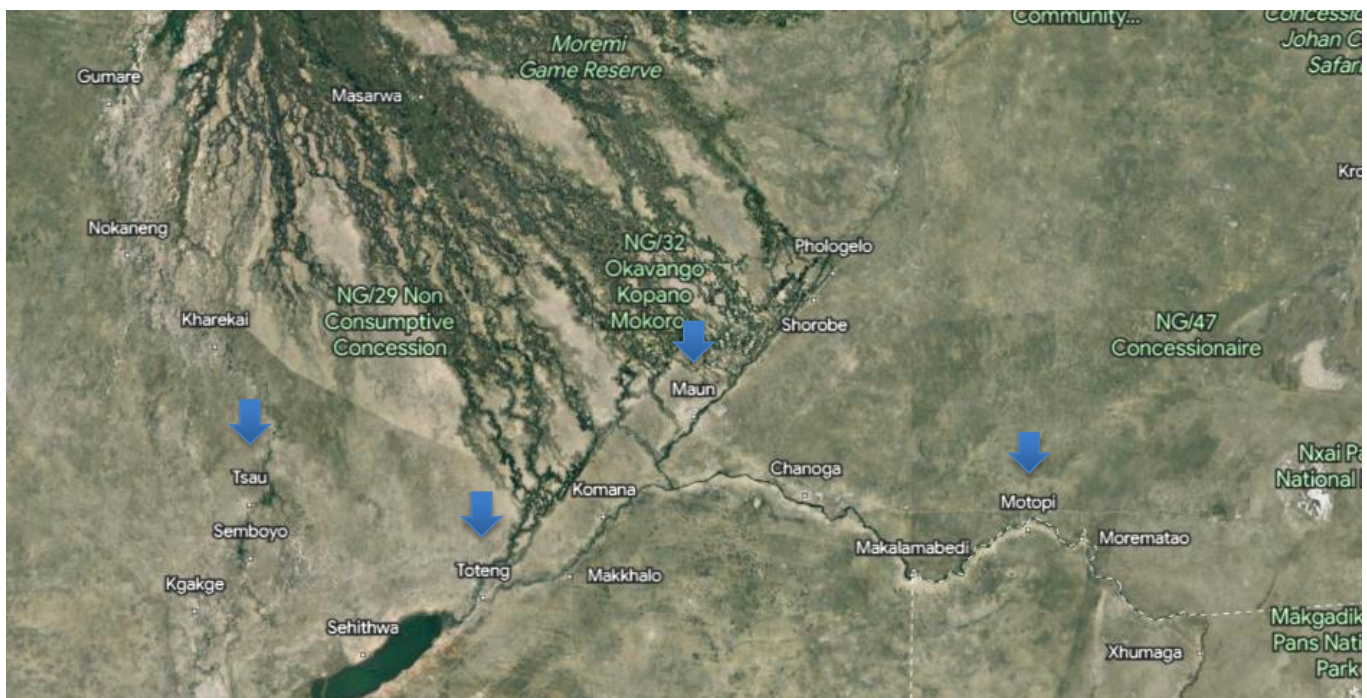 Community...
Concessio
Johan C
Safari
Moremi
Game Reserve
Gumare
Masarwa
Kro
Nokaneng
Phologelo
NG/32
Okavango
Kopano
Mokoro
NG/29 Non
Consumptive
Concession
Kharekai
Shorobe
NG/47
Concessionaire
Maun
Tsau
Chanoga
Nxai Pa
National
Komana
Motopi
Semboyo
Makalamabedi
Morematao
Toteng
Makkhalo
Kgakge
Sehithwa
Makgadik
Pans Nati
Park
Xhumaga